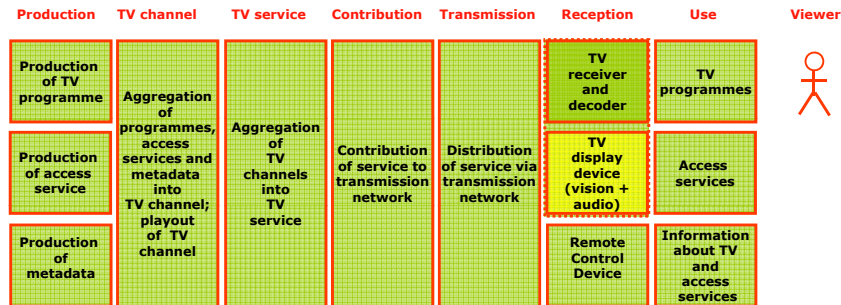 Production TV channel TV service Contribution Transmission Reception Use Viewer
Production
of TV
programme
Production
of access
service
Production
of
metadata
Aggregation
of
programmes,
access
services and
metadata
into
TV channel;
playout
of TV
channel
Aggregation
of
TV
channels
into
TV
service
Contribution
of service to
transmission
network
Distribution
of service via
transmission
network
TV
receiver
and
decoder
TV
display
device
(vision +
audio)
Remote
Control
Device
TV
programmes
Access
services
Information
about TV
and
access
services